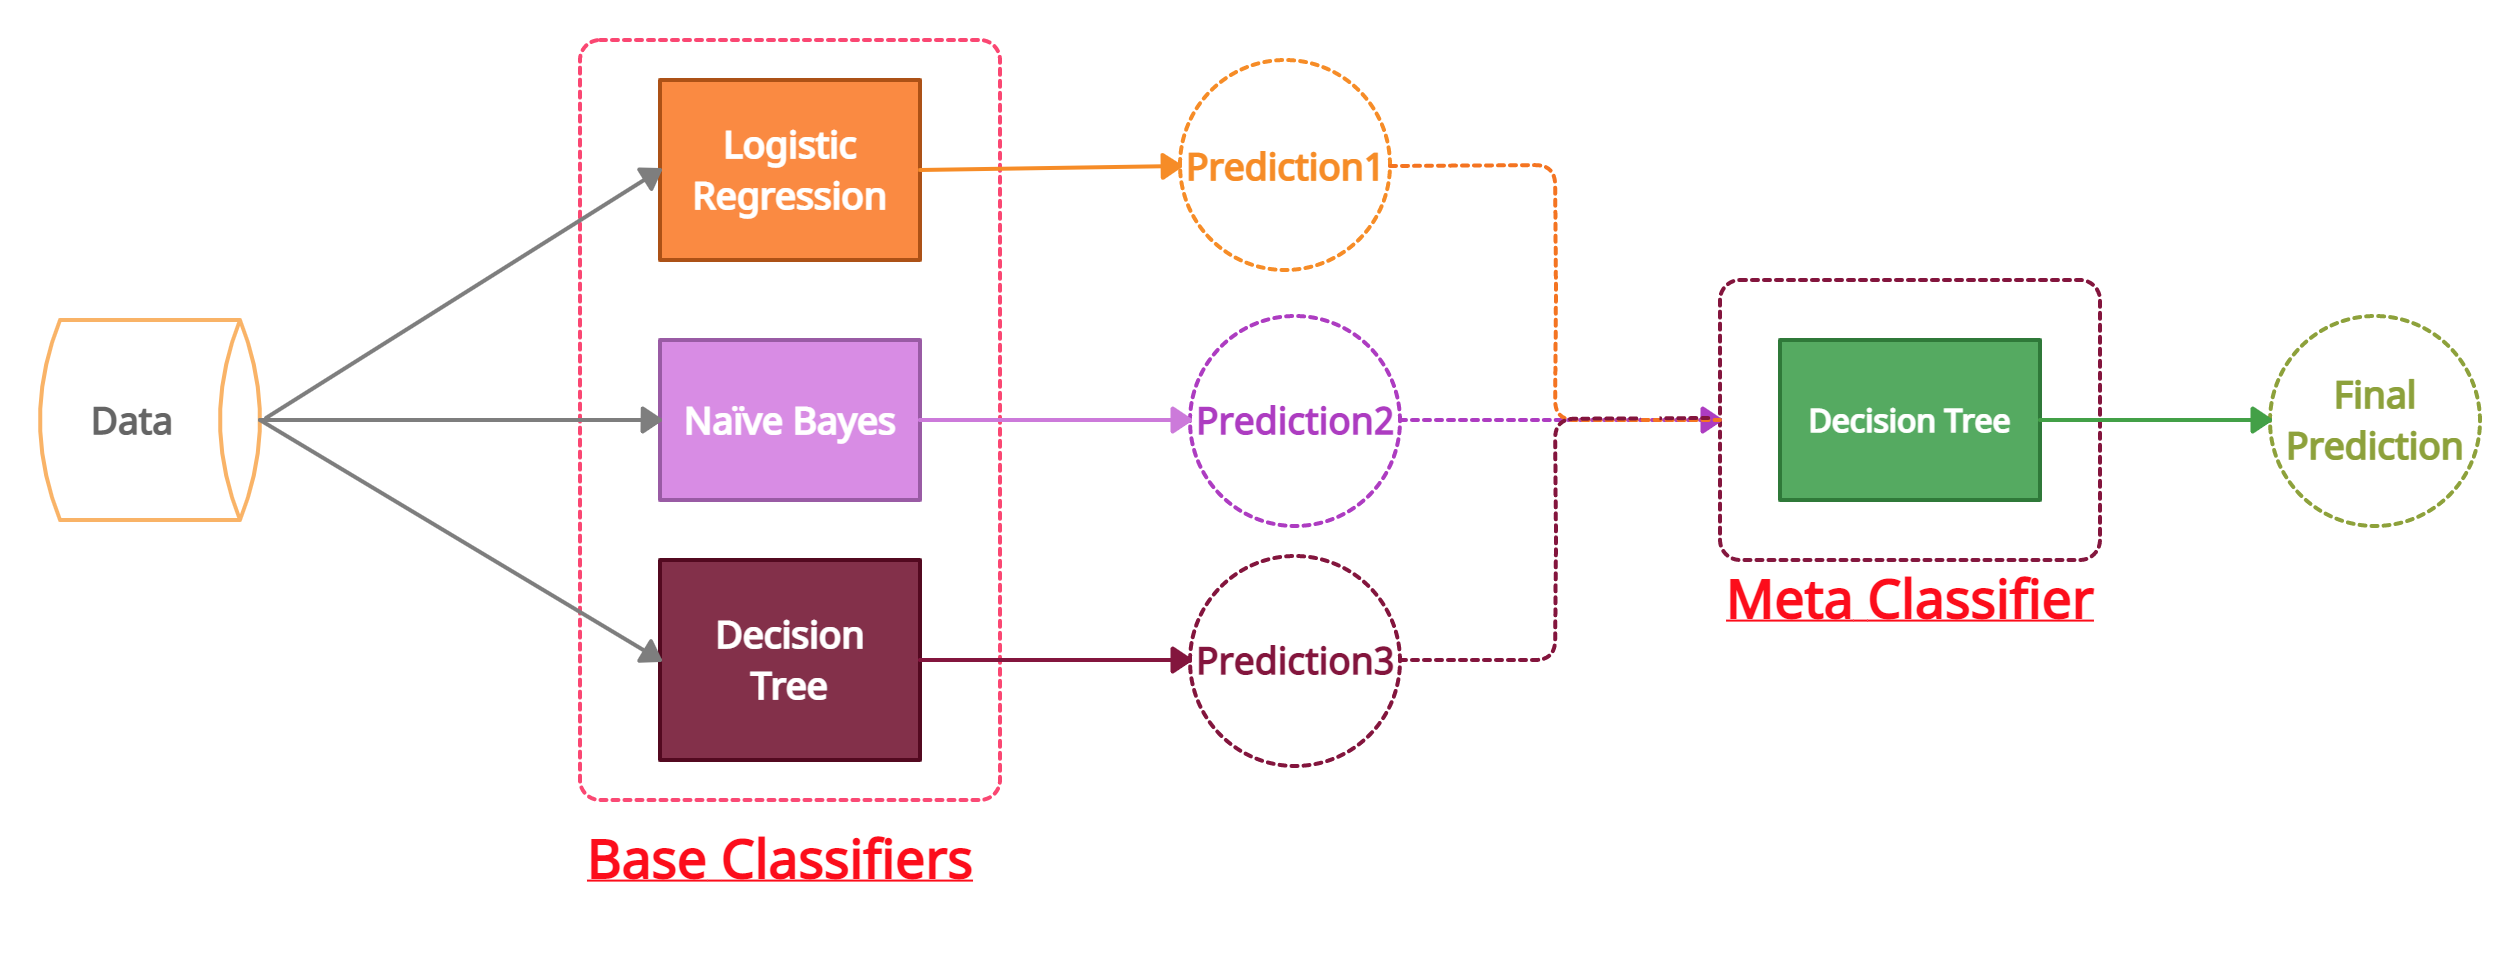 Data
Logistic
Regression
Naïve Bayes
Decision
Tree
Base Classifiers
Prediction1
Prediction2
Prediction3
Decision Tree
Meta Classifier
Final
Prediction